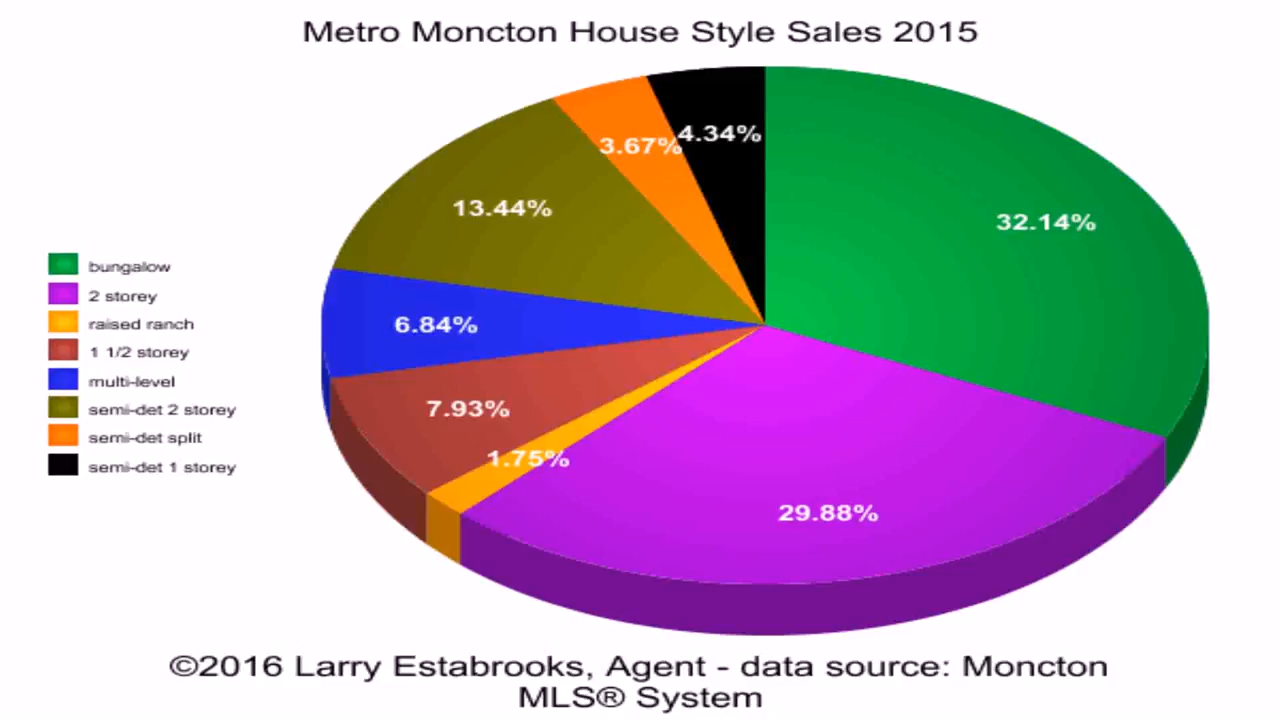 Metro Moncton House Style Sales 2015
4.34%
3.67%
13.44%
32.14%
6.84%
7.93%
1.75%
29.88%
bungalow
2 storey
raised ranch
1 1/2 storey
multi-level
semi-det 2 storey
semi-det split
semi-det 1 storey
©2016 Larry Estabrooks, Agent - data source: Moncton
MLS® System